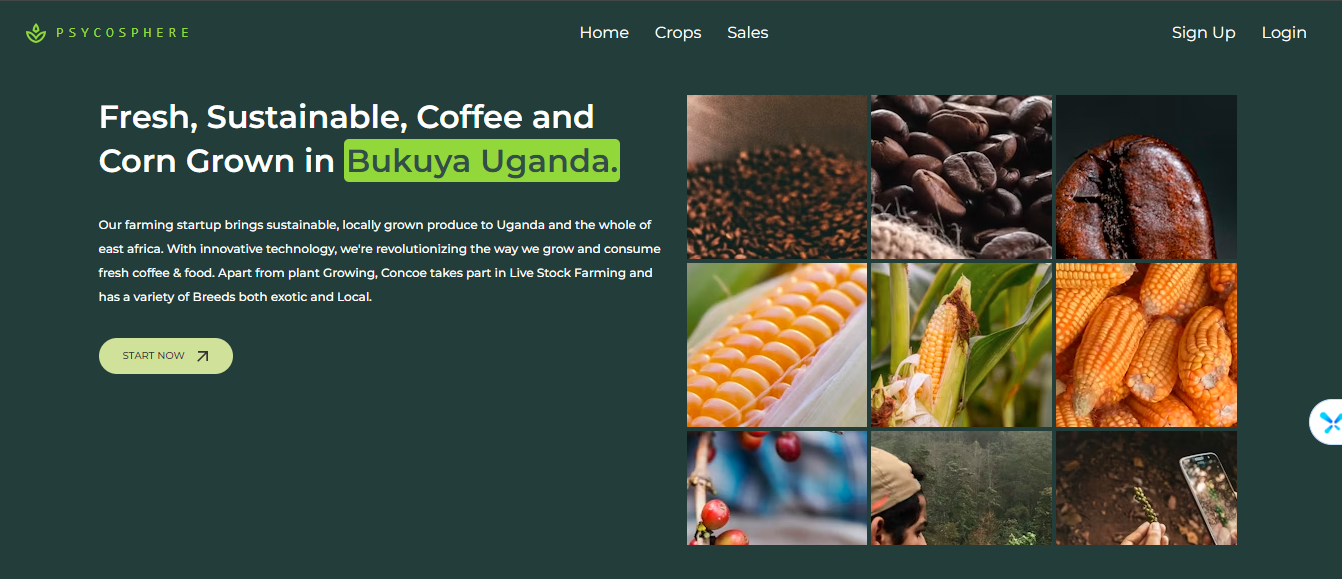 PSYCOSPHERE
Home Crops Sales
Sign Up Login
Fresh, Sustainable, Coffee and
Corn Grown in Bukuya Uganda.
Our farming startup brings sustainable, locally grown produce to Uganda and the whole of
east africa. With innovative technology, we're revolutionizing the way we grow and consume
fresh coffee & food. Apart from plant Growing, Concoe takes part in Live Stock Farming and
has a variety of Breeds both exotic and Local.
START NOW